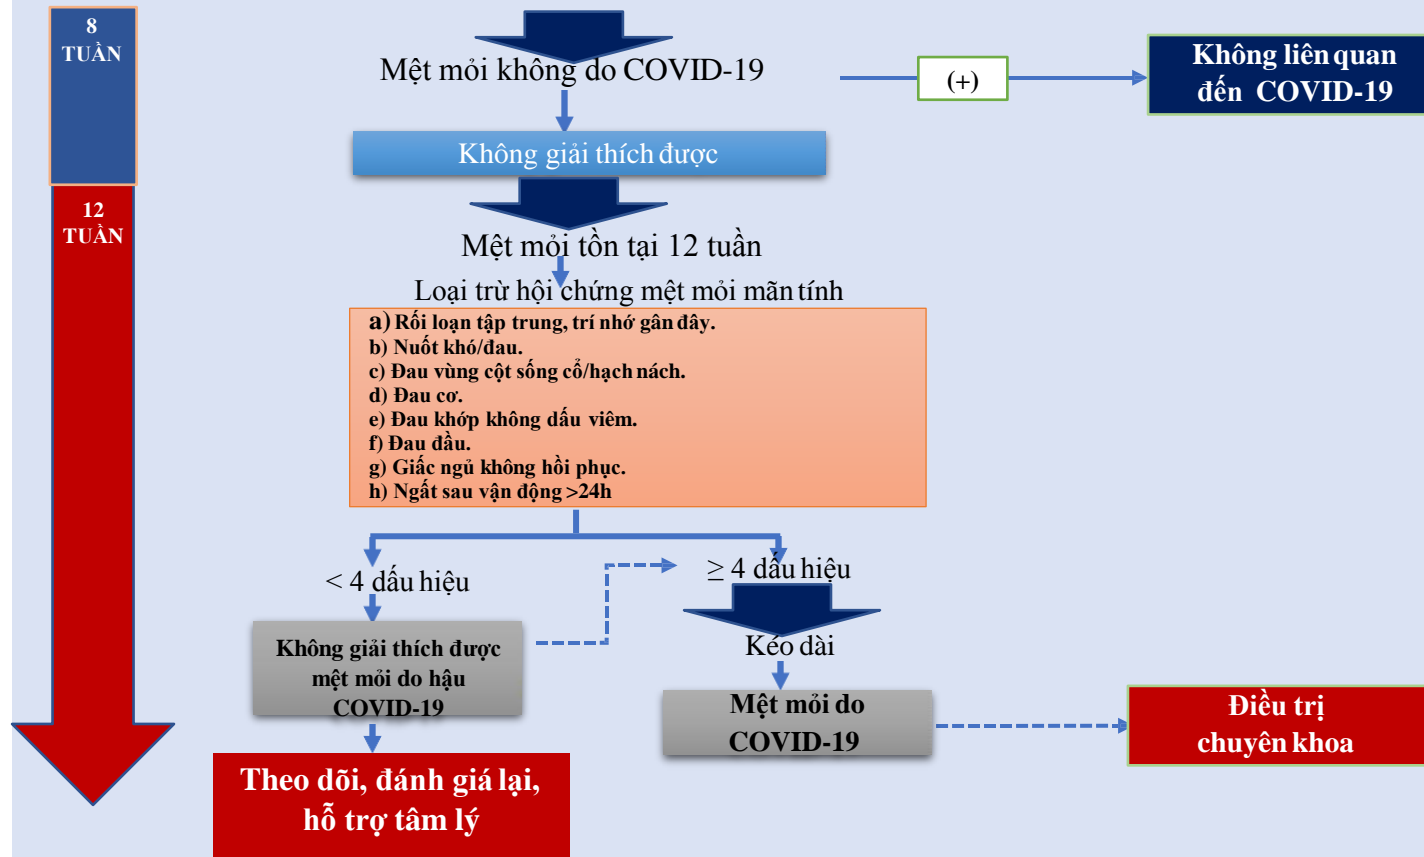 8
TUẦN
Mệt mỏi không do COVID-19
(+)
Không liên quan
đến COVID-19
Không giải thích được
12
TUẦN
Mệt mỏi tồn tại 12 tuần
Loại trừ hội chứng mệt mỏi mãn tính
a) Rối loạn tập trung, trí nhớ gân đây.
b) Nuốt khó/đau.
c) Đau vùng cột sống cổ/hạch nách.
d) Đau cơ.
e) Đau khớp không dấu viêm.
f) Đau đầu.
g) Giấc ngủ không hồi phục.
h) Ngất sau vận động >24h
< 4 dấu hiệu
≥ 4 dấu hiệu
Không giải thích được
mệt mỏi do hậu
COVID-19
Kéo dài
Mệt mỏi do
COVID-19
Điều trị
chuyên khoa
Theo dõi, đánh giá lại,
hỗ trợ tâm lý